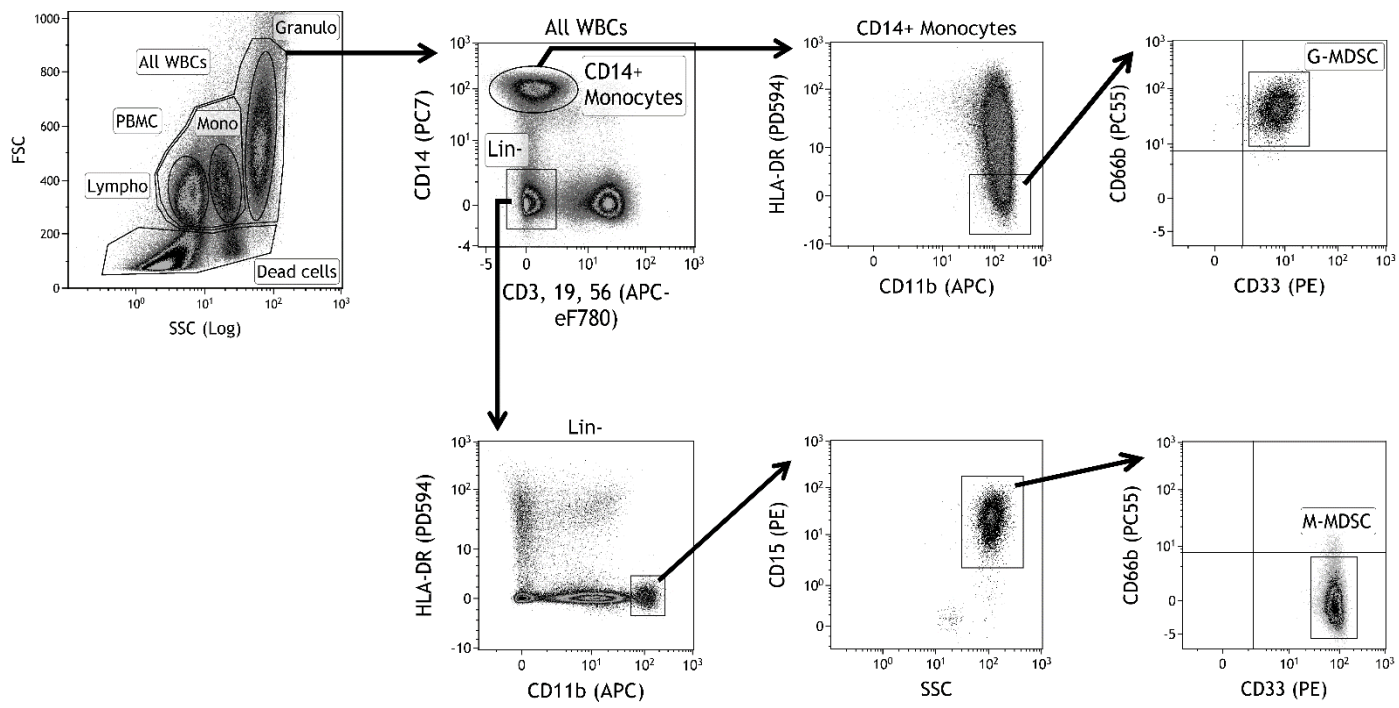 1000
800
600
400
200
0
FSC
Granulo
All WBCs
PBMC
Mono
Lympho
Dead cells
10⁰
10¹
10²
10³
SSC (Log)
All WBCs
10³
10²
10¹
0
-4
CD14 (PC7)
CD14+
Monocytes
Lin-
-5
0
10¹
10²
10³
CD3, 19, 56 (APC-
eF780)
CD14+ Monocytes
10³
10²
10
0
-10
HLA-DR (PD594)
0
10¹
10²
10³
CD11b (APC)
10³
10²
10¹
0
-5
CD66b (PC55)
G-MDSC
0
10¹
10²
10³
CD33 (PE)
Lin-
10³
10²
10
0
-10
HLA-DR (PD594)
0
10¹
10²
10³
CD11b (APC)
10³
10²
10¹
10⁰
0
CD15 (PE)
10⁰
10¹
10²
10³
SSC
10³
10²
10¹
0
-5
CD66b (PC55)
M-MDSC
0
10¹
10²
10³
CD33 (PE)